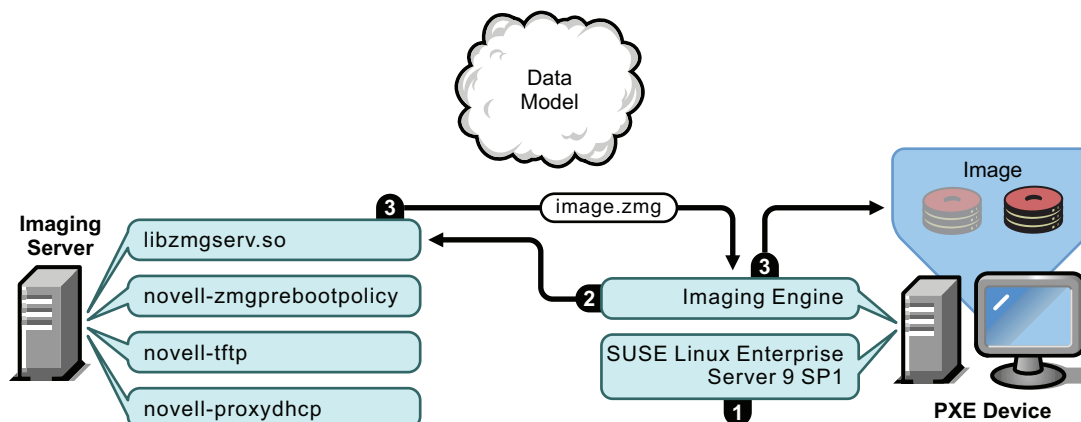 Data
Model
Image
Imaging
Server
3
image.zmg
libzmgserv.so
3
novell-zmgprebootpolicy
2
Imaging Engine
novell-tftp
SUSE Linux Enterprise
Server 9 SP1
novell-proxydhcp
1
PXE Device